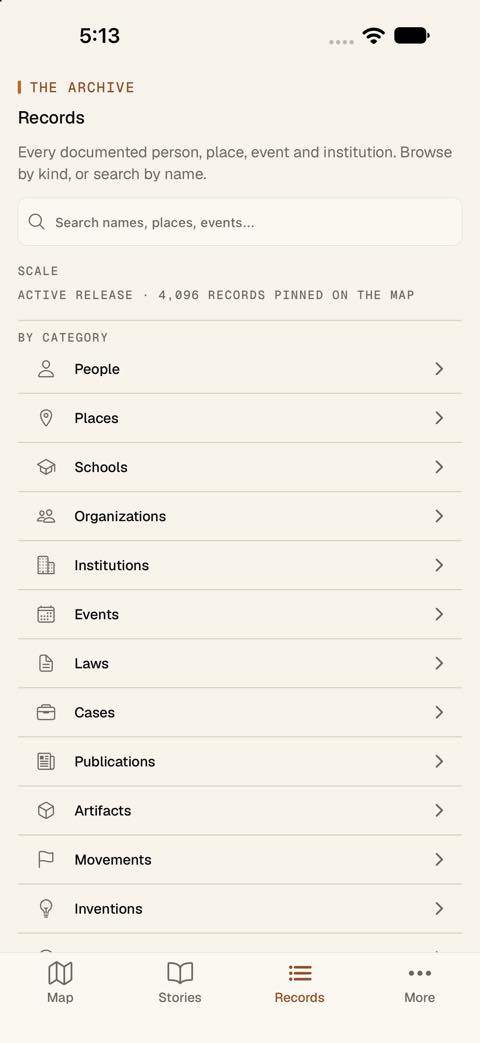 5:13
THE ARCHIVE
Records
Every documented person, place, event and institution. Browse
by kind, or search by name.
Search names, places, events...
SCALE
ACTIVE RELEASE · 4,096 RECORDS PINNED ON THE MAP
BY CATEGORY
People
Places
Schools
Organizations
Institutions
Events
Laws
Cases
Publications
Artifacts
Movements
Inventions
Map
Stories
Records
More